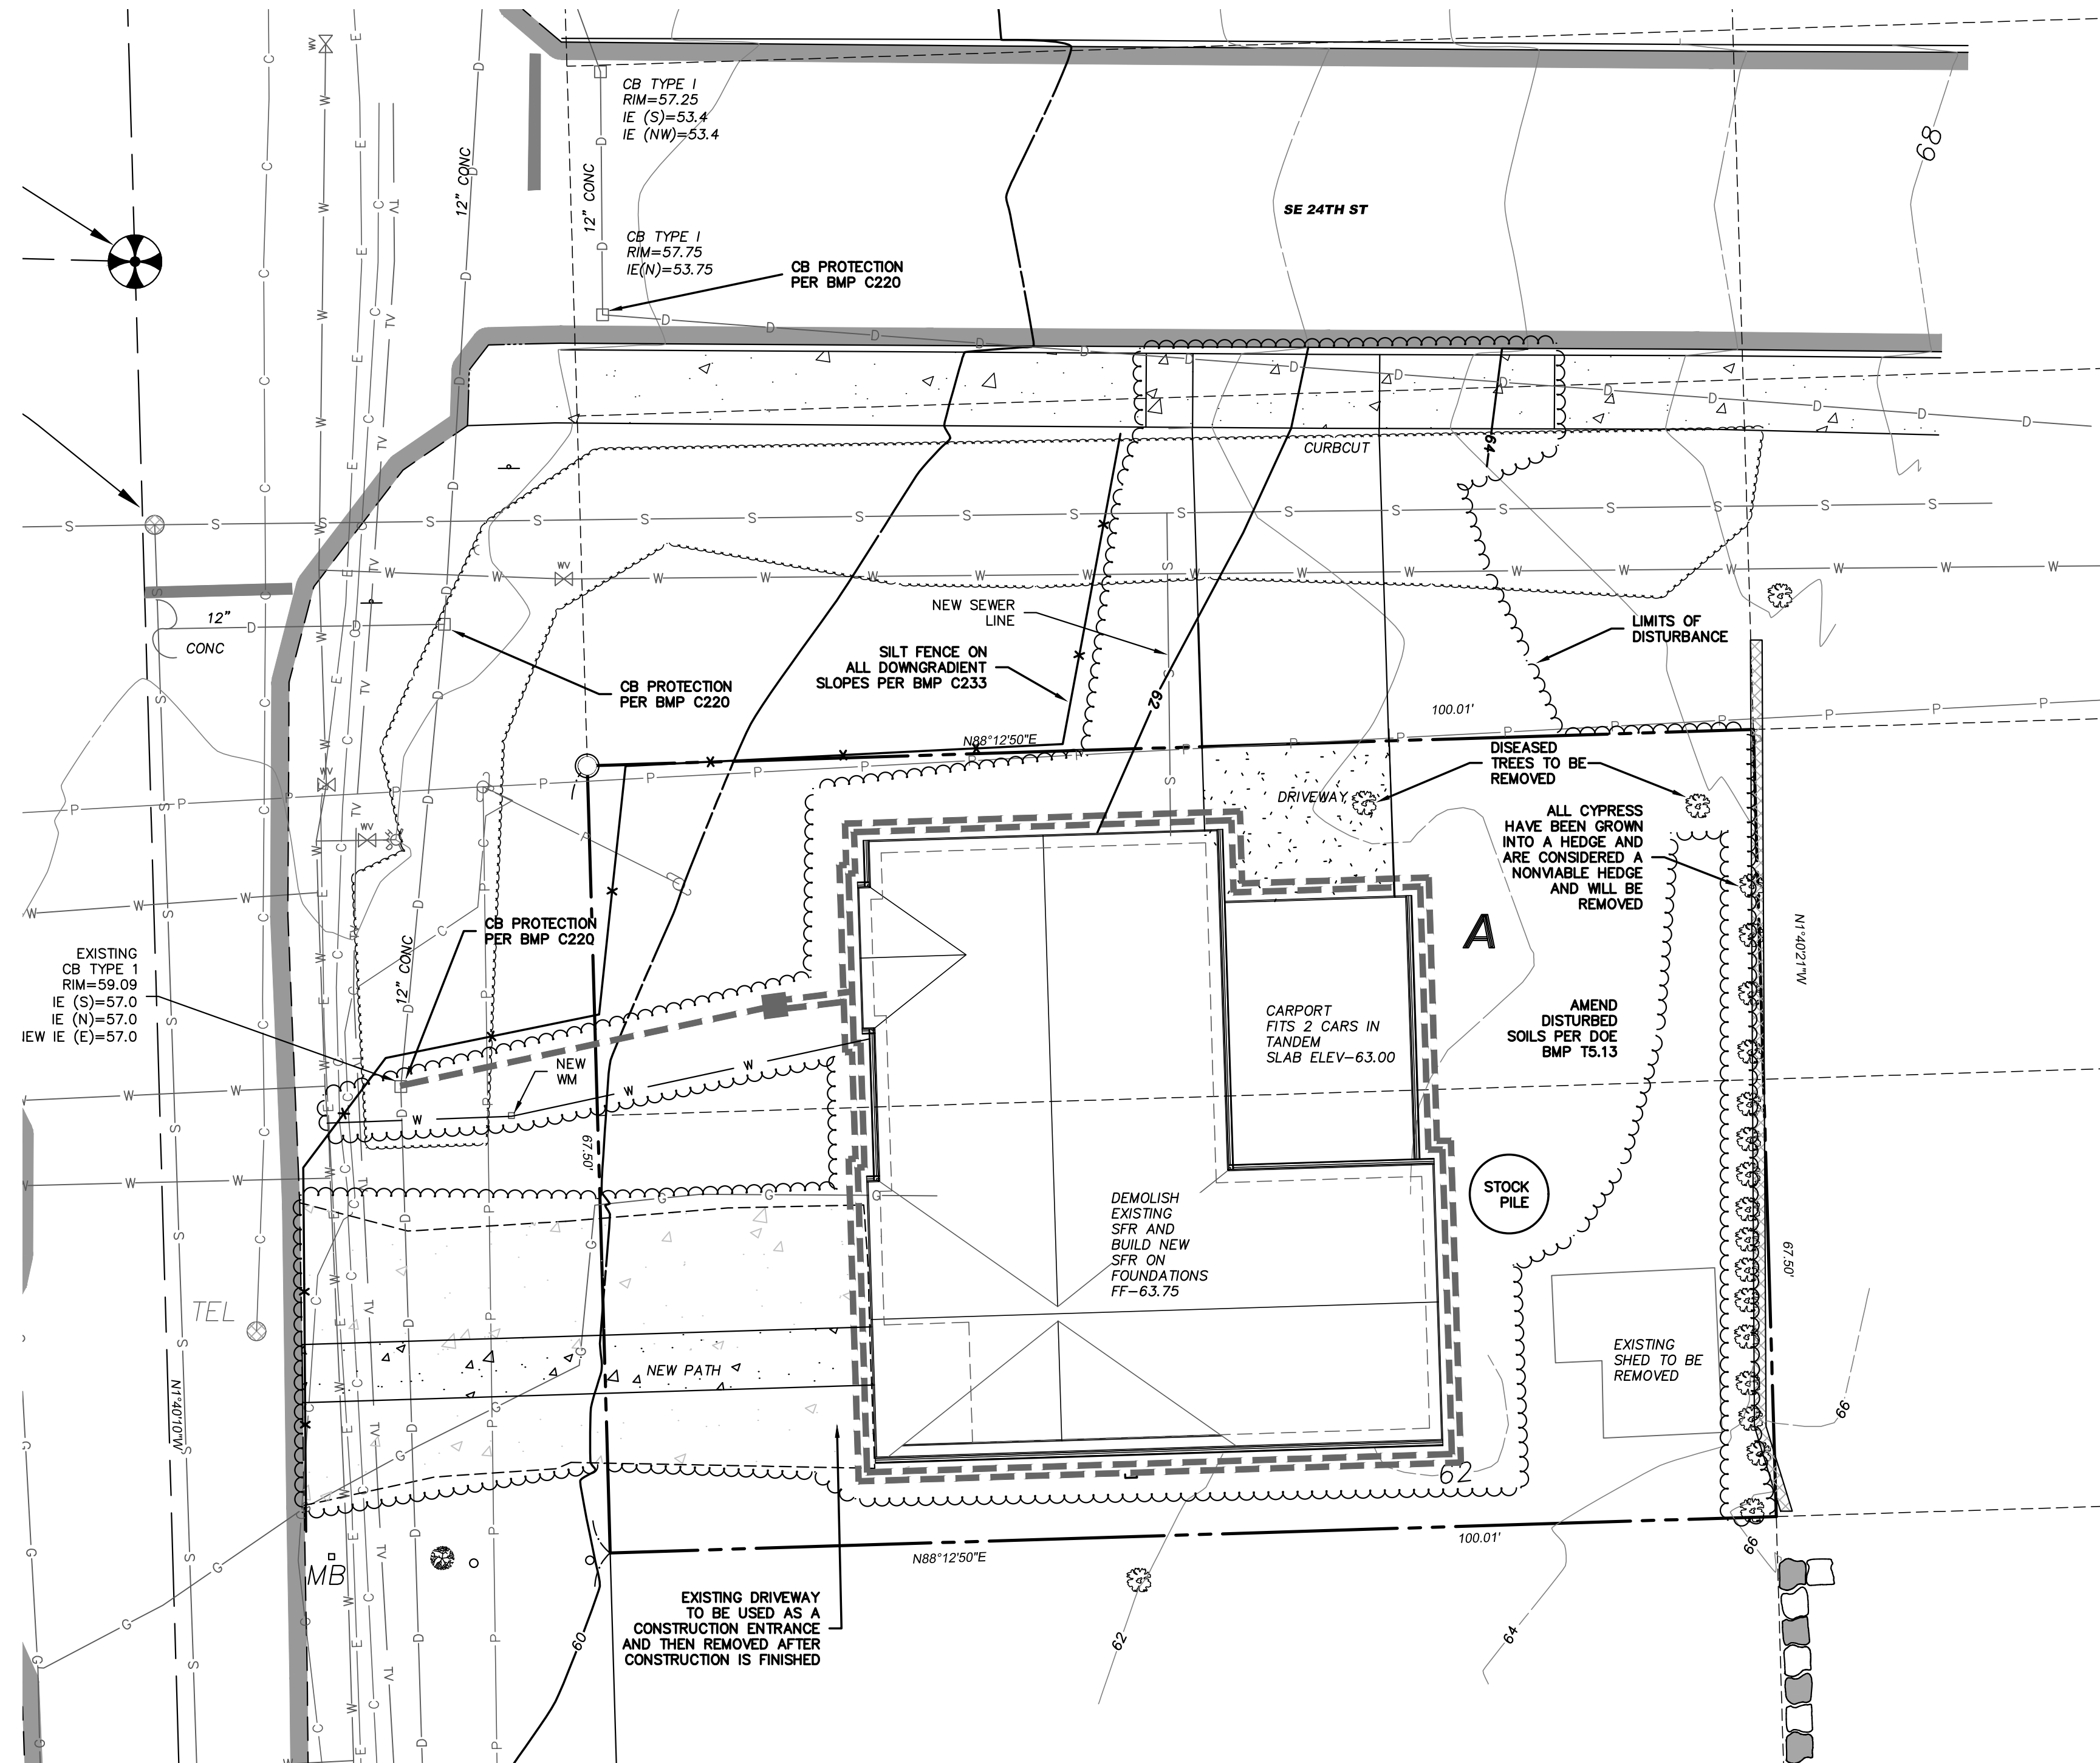 CB TYPE I
RIM=57.25
IE (S)=53.4
IE (NW)=53.4
12" CONC
12" CONC
CB TYPE I
RIM=57.75
IE(N)=53.75
CB PROTECTION
PER BMP C220
SE 24TH ST
68
WV
TV
TV
CURBCUT
64
12"
CONC
WV
NEW SEWER
LINE
LIMITS OF
DISTURBANCE
SILT FENCE ON
ALL DOWNGRADIENT
SLOPES PER BMP C233
CB PROTECTION
PER BMP C220
62
N88°12'50"E
100.01'
DISEASED
TREES TO BE
REMOVED
DRIVEWAY
WV
WV
ALL CYPRESS
HAVE BEEN GROWN
INTO A HEDGE AND
ARE CONSIDERED A
NONVIABLE HEDGE
AND WILL BE
REMOVED
A
N1°40'21"W
CB PROTECTION
PER BMP C220
12" CONC
EXISTING
CB TYPE 1
RIM=59.09
IE (S)=57.0
IE (N)=57.0
IEW IE (E)=57.0
CARPORT
FITS 2 CARS IN
TANDEM
SLAB ELEV-63.00
AMEND
DISTURBED
SOILS PER DOE
BMP T5.13
NEW
WM
67.50'
STOCK
PILE
DEMOLISH
EXISTING
SFR AND
BUILD NEW
SFR ON
FOUNDATIONS
FF-63.75
67.50'
TEL
N1°40'10"W
NEW PATH
EXISTING
SHED TO BE
REMOVED
66
62
100.01'
N88°12'50"E
66
MB
EXISTING DRIVEWAY
TO BE USED AS A
CONSTRUCTION ENTRANCE
AND THEN REMOVED AFTER
CONSTRUCTION IS FINISHED
60
62
64